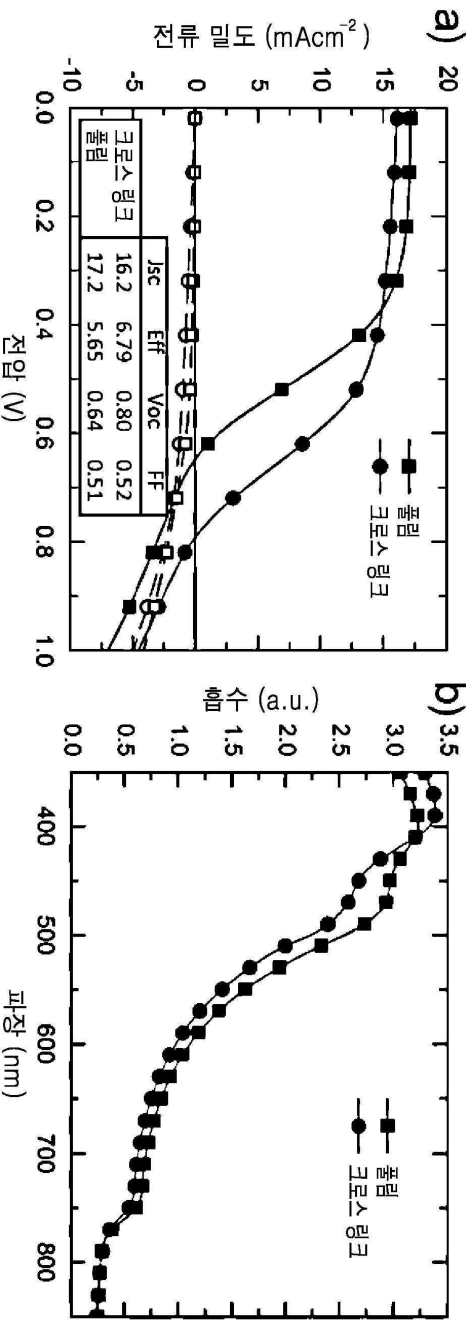 a)
전류 밀도 (mAcm⁻²)
20
15
10
5
0
-5
-10
0.0 0.2 0.4 0.6 0.8 1.0
전압 (V)
폴림
크로스 링크
Jsc Eff Voc FF
크로스 링크 16.2 6.79 0.80 0.52
폴림 17.2 5.65 0.64 0.51
b)
흡수 (a.u.)
3.5
3.0
2.5
2.0
1.5
1.0
0.5
0.0
400 500 600 700 800
파장 (nm)
폴림
크로스 링크